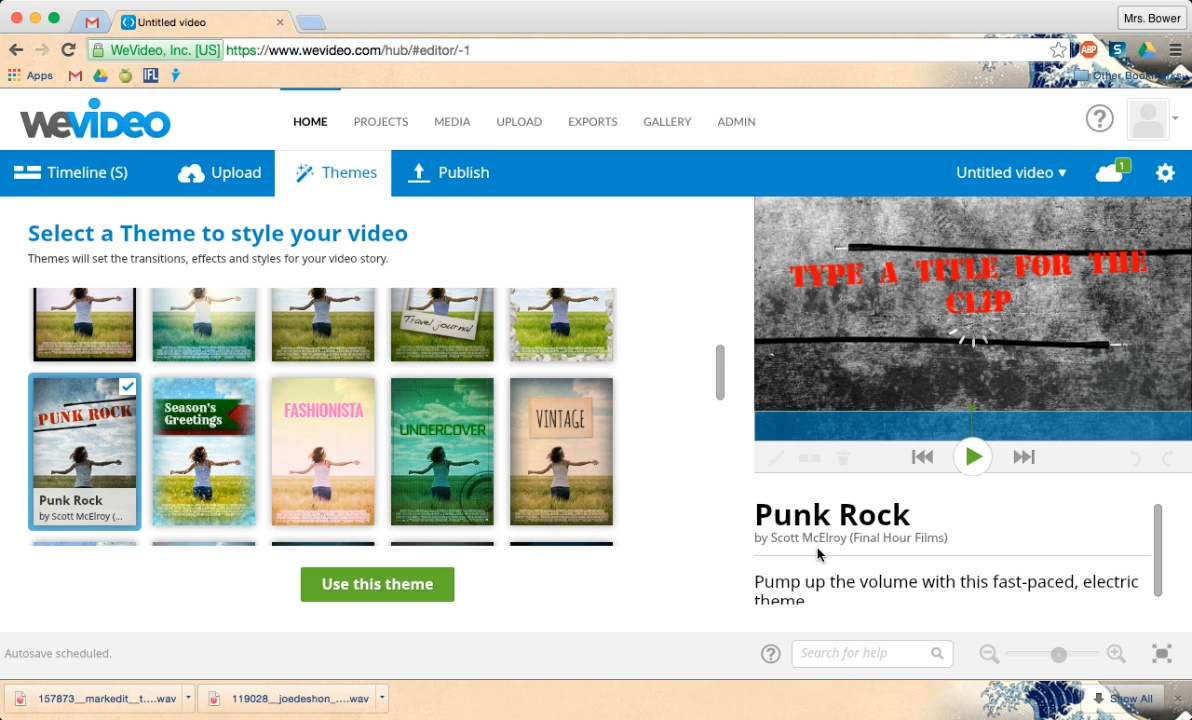 Untitled video
Mrs. Bower
WeVideo, Inc. [US]
https://www.wevideo.com/hub/#editor/-1
ABP
S
Apps
IFL
Other Bookmarks
WEVIDEO
HOME
PROJECTS
MEDIA
UPLOAD
EXPORTS
GALLERY
ADMIN
?
Timeline (S)
Upload
Themes
Publish
Untitled video ▾
1
Select a Theme to style your video
Themes will set the transitions, effects and styles for your video story.
Travel journal
PUNK ROCK
Season's
Greetings
FASHIONISTA
UNDERCOVER
VINTAGE
Punk Rock
by Scott McElroy (...
Use this theme
TYPE A TITLE FOR THE
CLIP
Punk Rock
by Scott McElroy (Final Hour Films)
Pump up the volume with this fast-paced, electric
theme
Autosave scheduled.
?
Search for help
157873__markedit__t....wav
119028__joedeshon_....wav
Show All